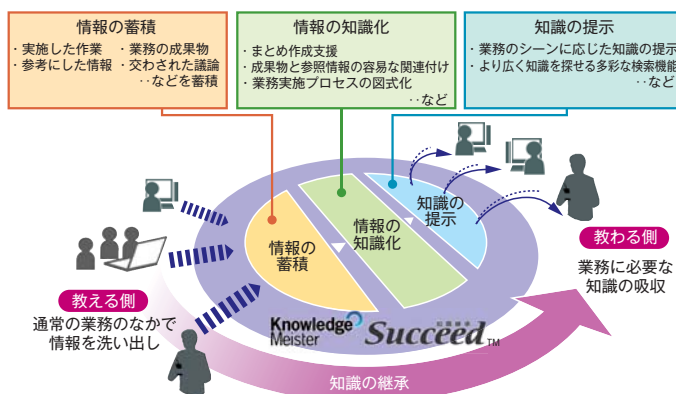 情報の蓄積
・実施した作業 ・業務の成果物
・参考にした情報 ・交わされた議論
‥などを蓄積
情報の知識化
・まとめ作成支援
・成果物と参照情報の容易な関連付け
・業務実施プロセスの図式化
‥など
知識の提示
・業務のシーンに応じた知識の提示
・より広く知識を探せる多彩な検索機能
‥など
知識の
提示
情報の
知識化
情報の
蓄積
教える側
通常の業務のなかで
情報を洗い出し
教わる側
業務に必要な
知識の吸収
Knowledge
Meister
知識継承
Succeed™
知識の継承